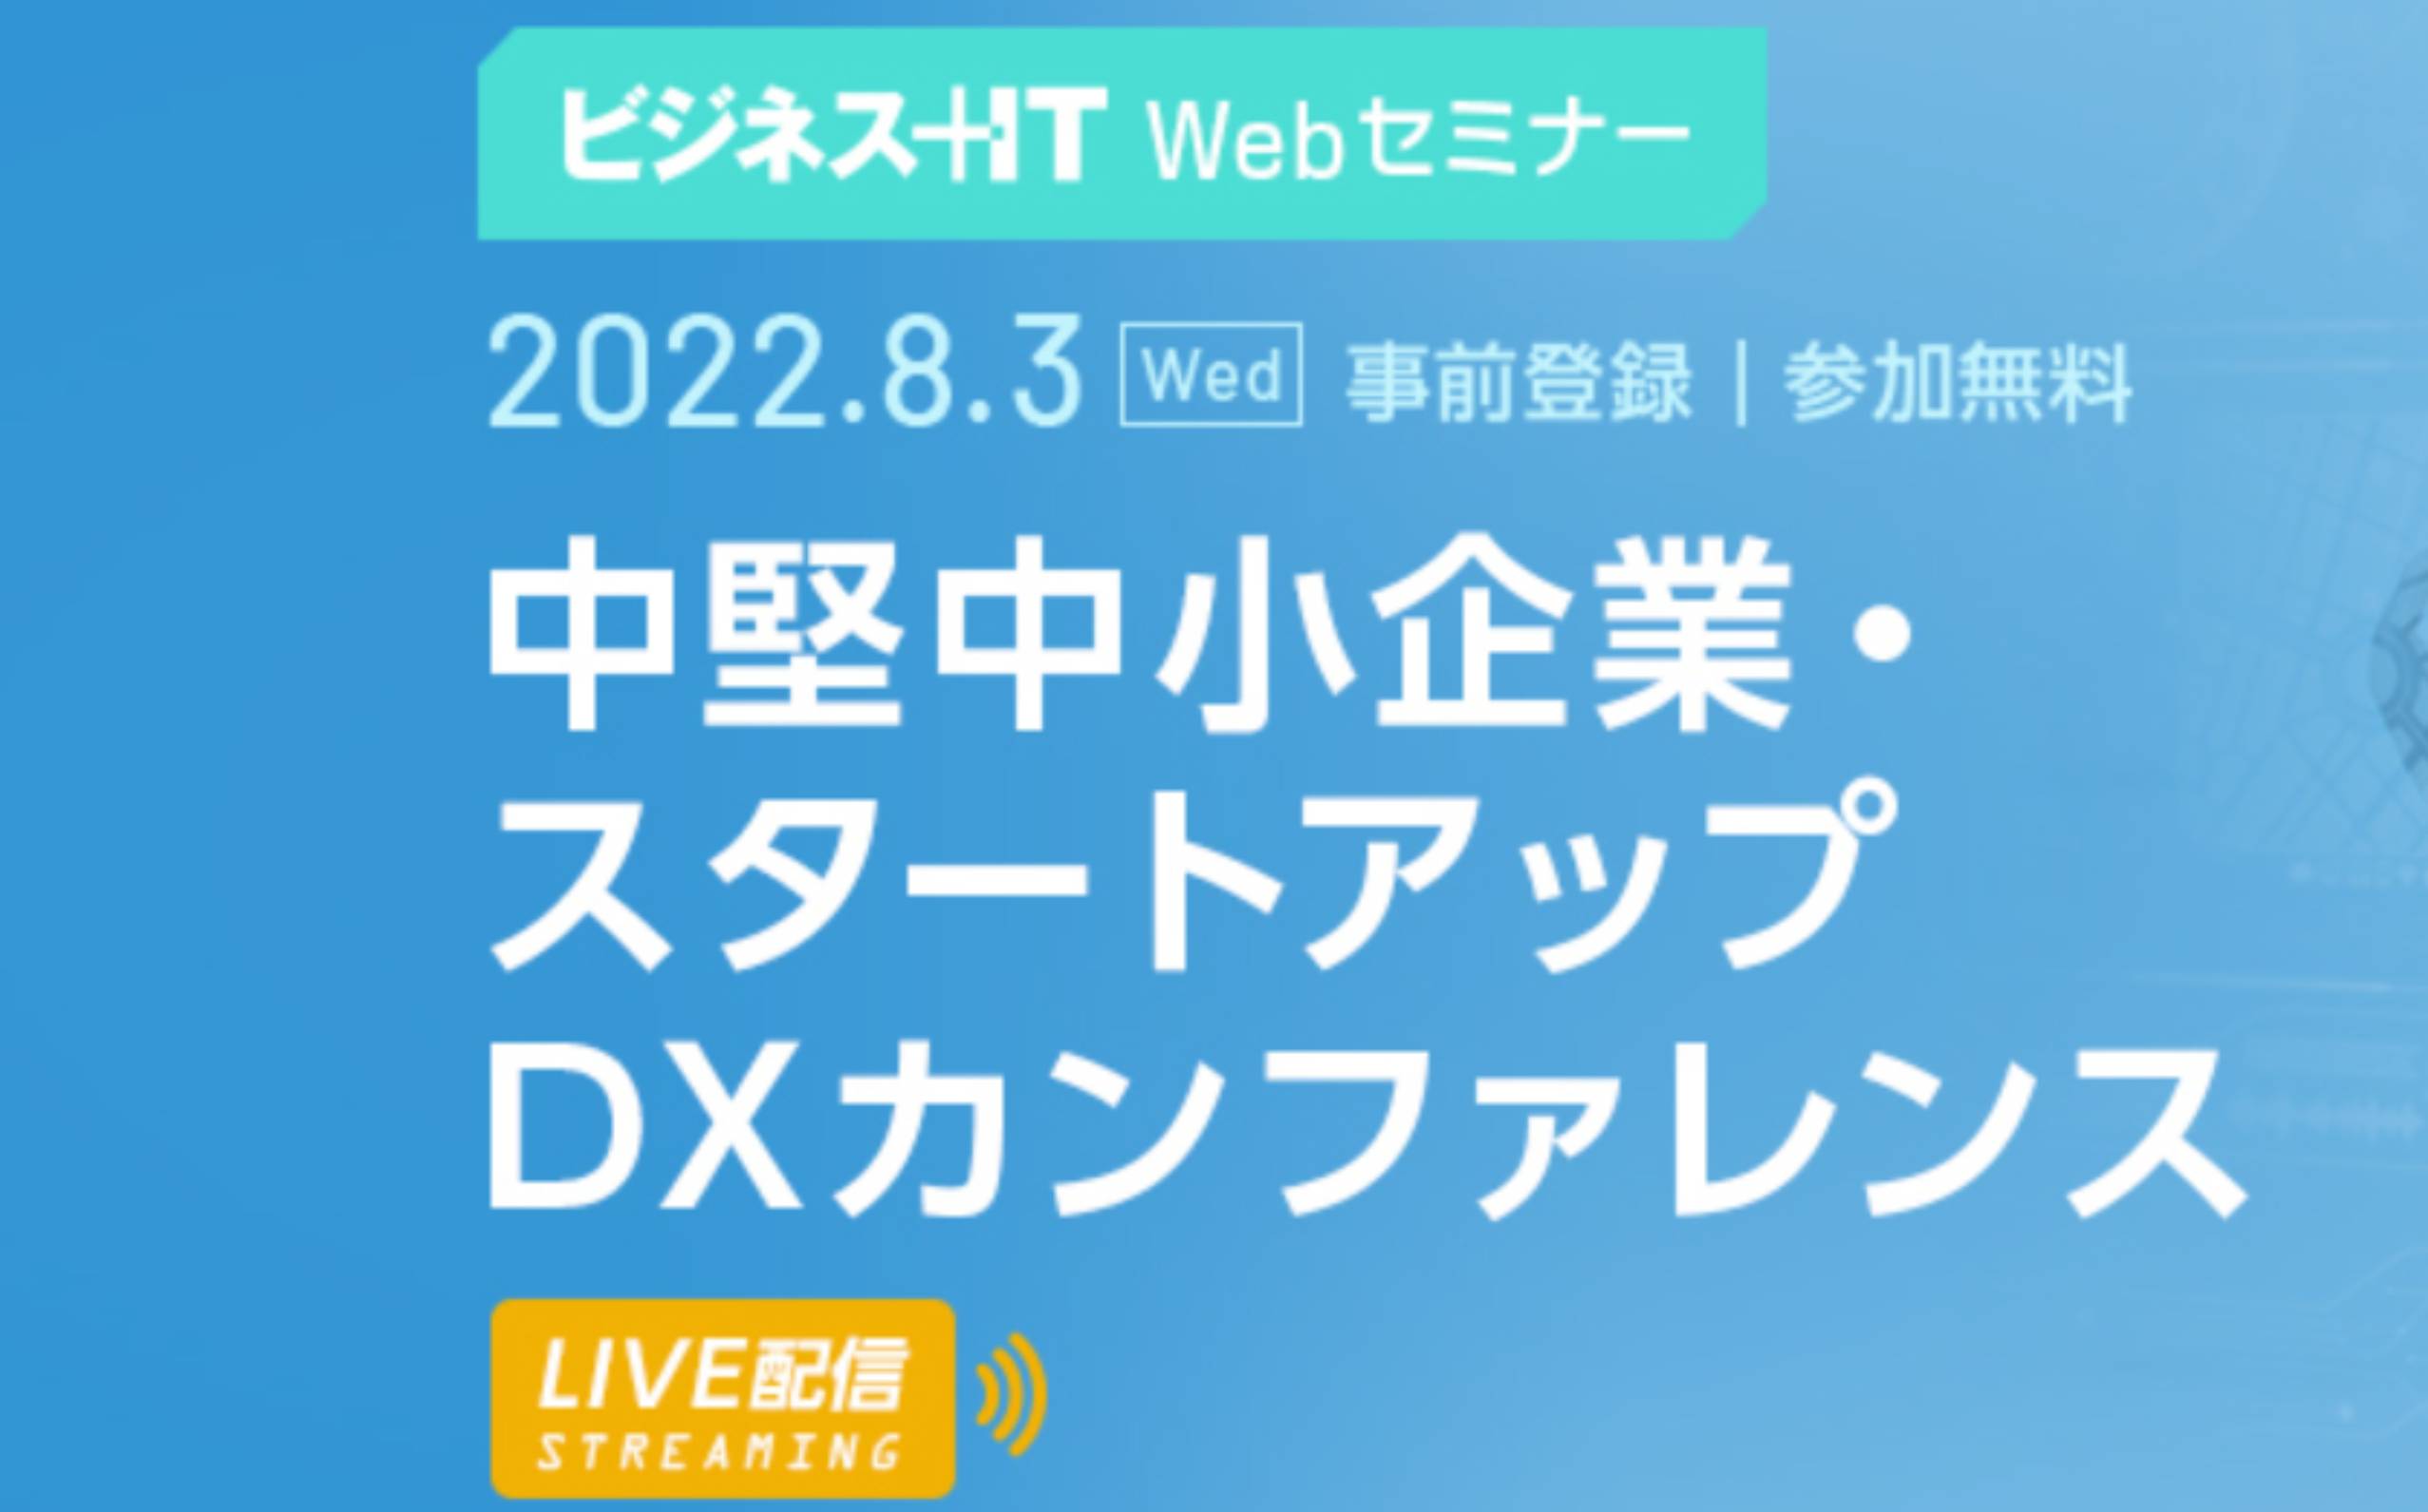 ビジネス+IT Webセミナー
2022.8.3 Wed 事前登録｜参加無料
中堅中小企業・
スタートアップ
DXカンファレンス
LIVE配信
STREAMING